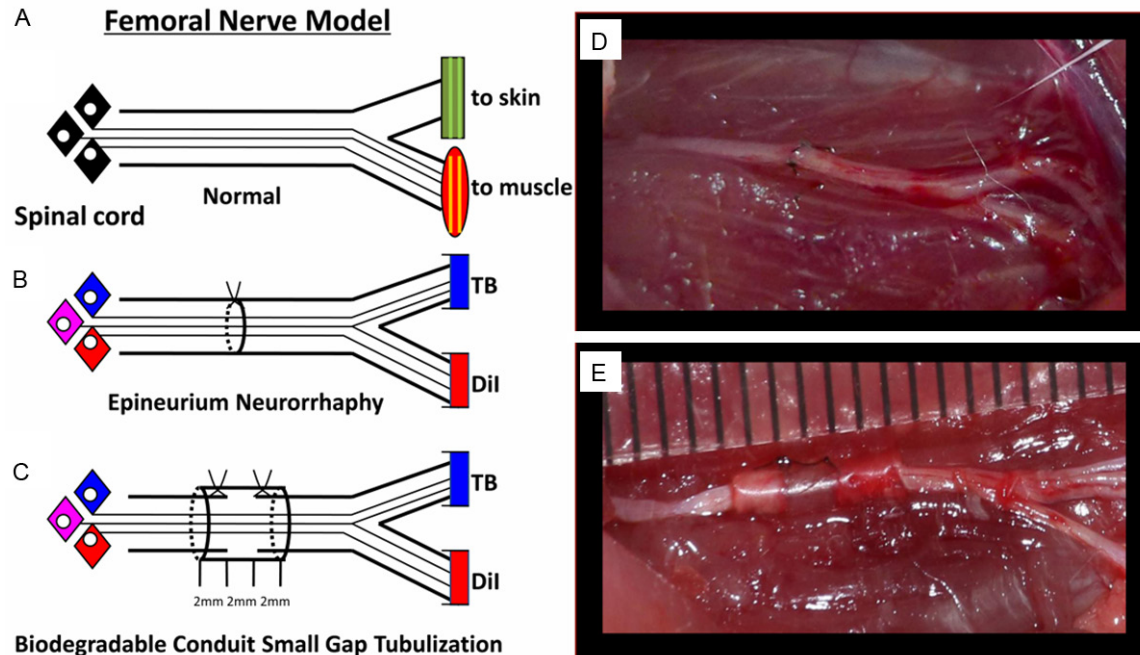 A
Femoral Nerve Model
to skin
to muscle
Normal
Spinal cord
B
TB
DiI
Epineurium Neurorrhaphy
C
TB
DiI
2mm 2mm 2mm
Biodegradable Conduit Small Gap Tubulization
D
E